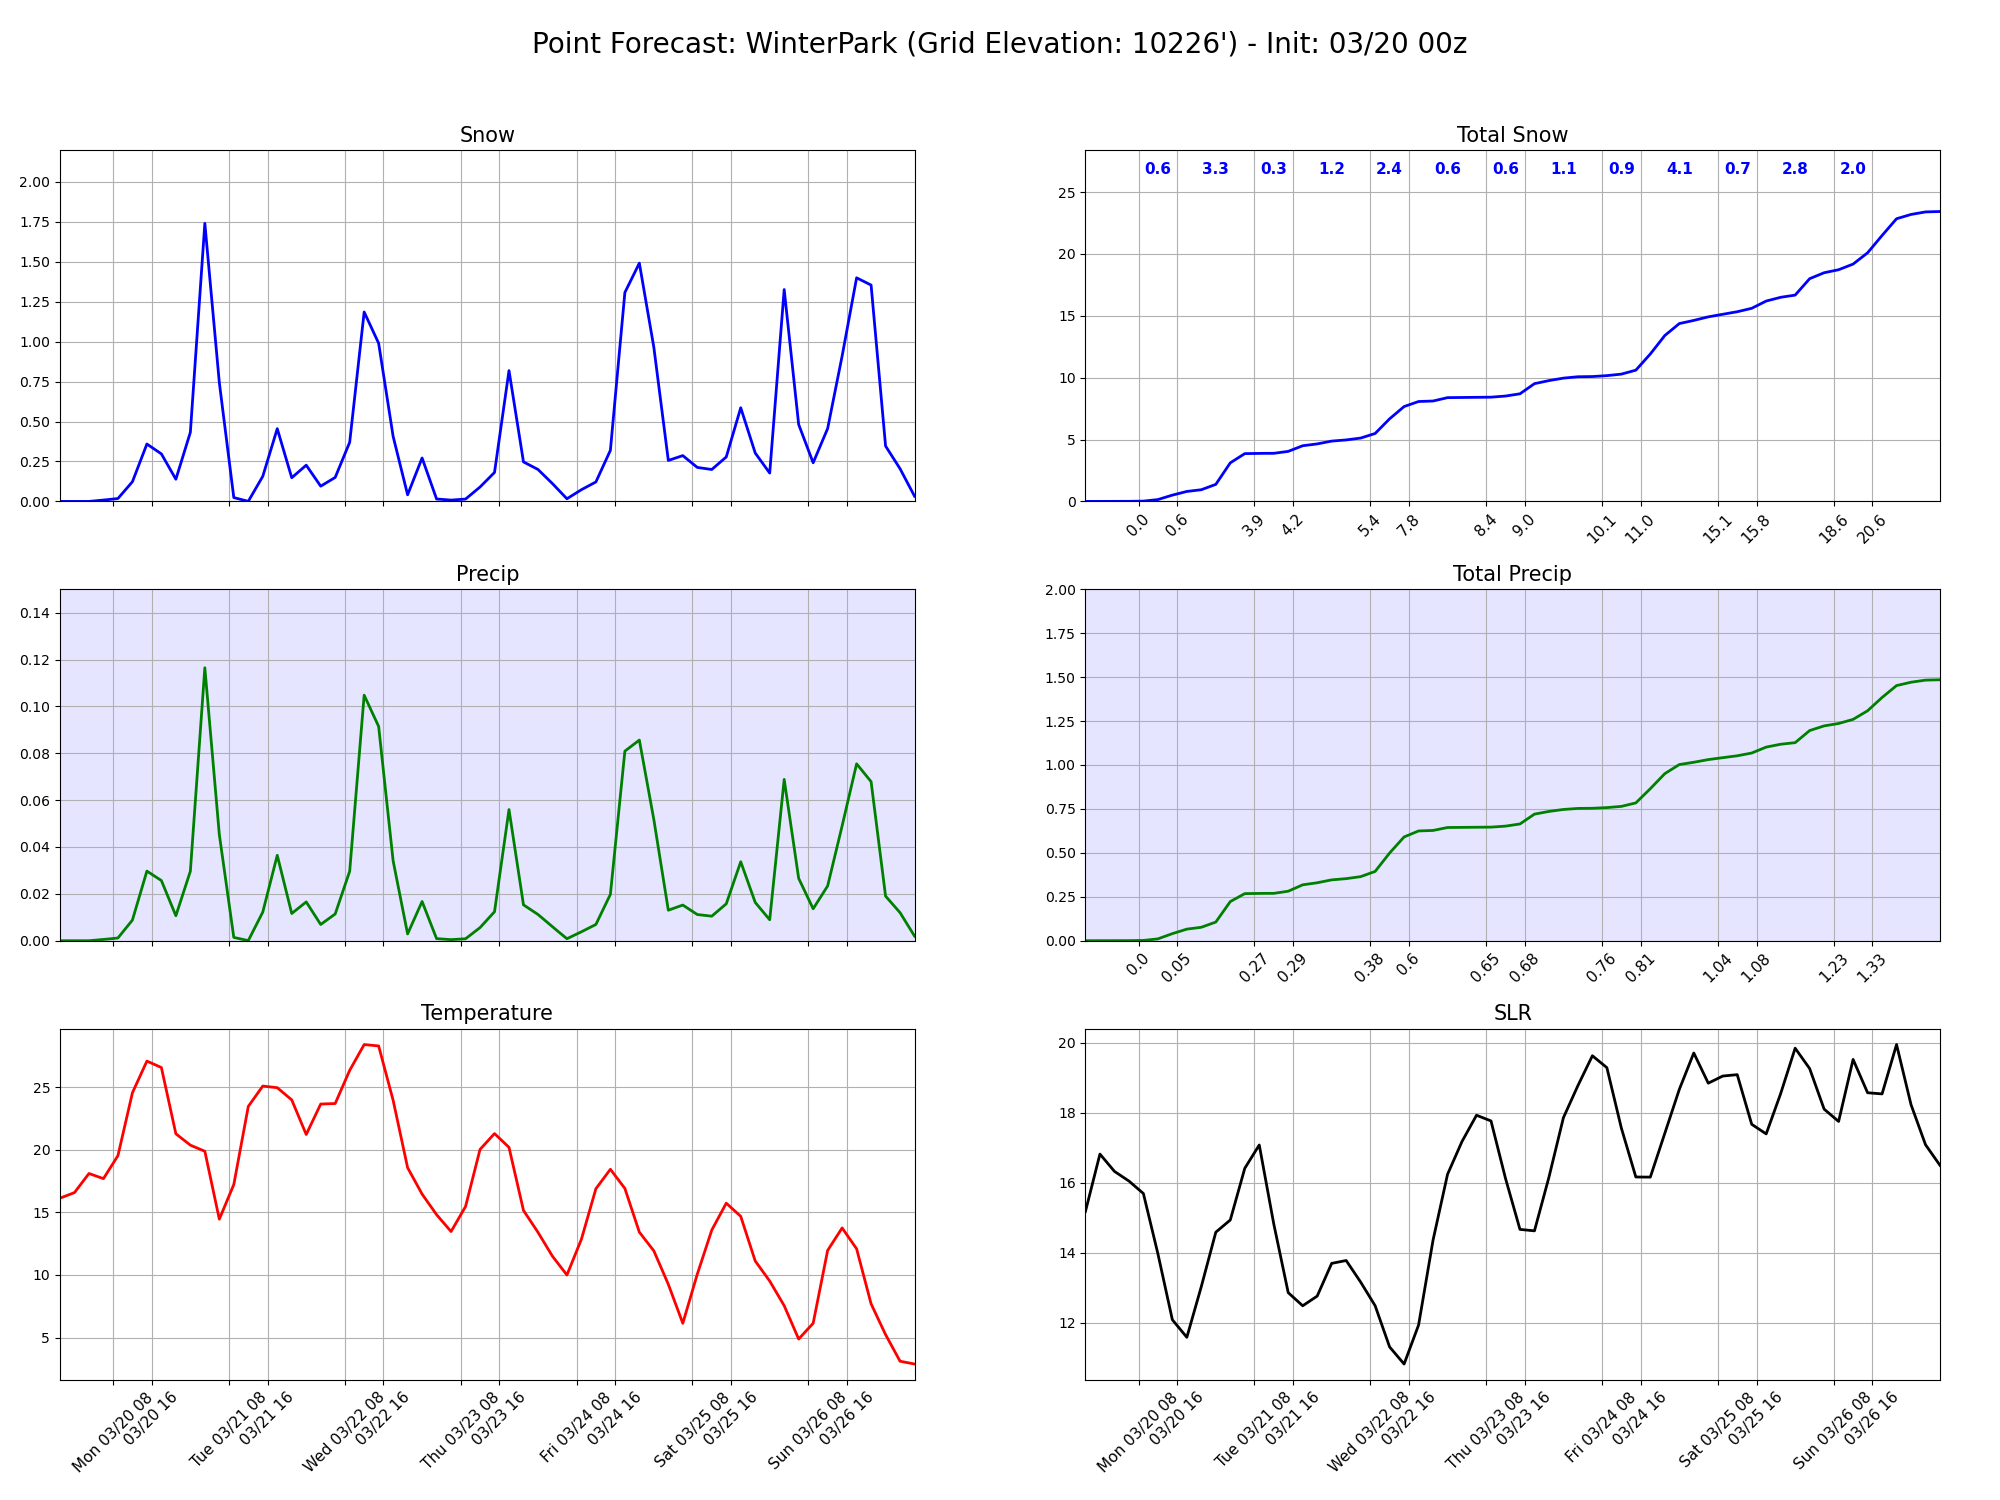 Point Forecast: WinterPark (Grid Elevation: 10226') - Init: 03/20 00z
Snow
2.00
1.75
1.50
1.25
1.00
0.75
0.50
0.25
0.00
Total Snow
0.6 3.3 0.3 1.2 2.4 0.6 0.6 1.1 0.9 4.1 0.7 2.8 2.0
25
20
15
10
5
0
0.0 0.6 3.9 4.2 5.4 7.8 8.4 9.0 10.1 11.0 15.1 15.8 18.6 20.6
Precip
0.14
0.12
0.10
0.08
0.06
0.04
0.02
0.00
Total Precip
2.00
1.75
1.50
1.25
1.00
0.75
0.50
0.25
0.00
0.0 0.05 0.27 0.29 0.38 0.6 0.65 0.68 0.76 0.81 1.04 1.08 1.23 1.33
Temperature
25
20
15
10
5
Mon 03/20 08
03/20 16
Tue 03/21 08
03/21 16
Wed 03/22 08
03/22 16
Thu 03/23 08
03/23 16
Fri 03/24 08
03/24 16
Sat 03/25 08
03/25 16
Sun 03/26 08
03/26 16
SLR
20
18
16
14
12
Mon 03/20 08
03/20 16
Tue 03/21 08
03/21 16
Wed 03/22 08
03/22 16
Thu 03/23 08
03/23 16
Fri 03/24 08
03/24 16
Sat 03/25 08
03/25 16
Sun 03/26 08
03/26 16